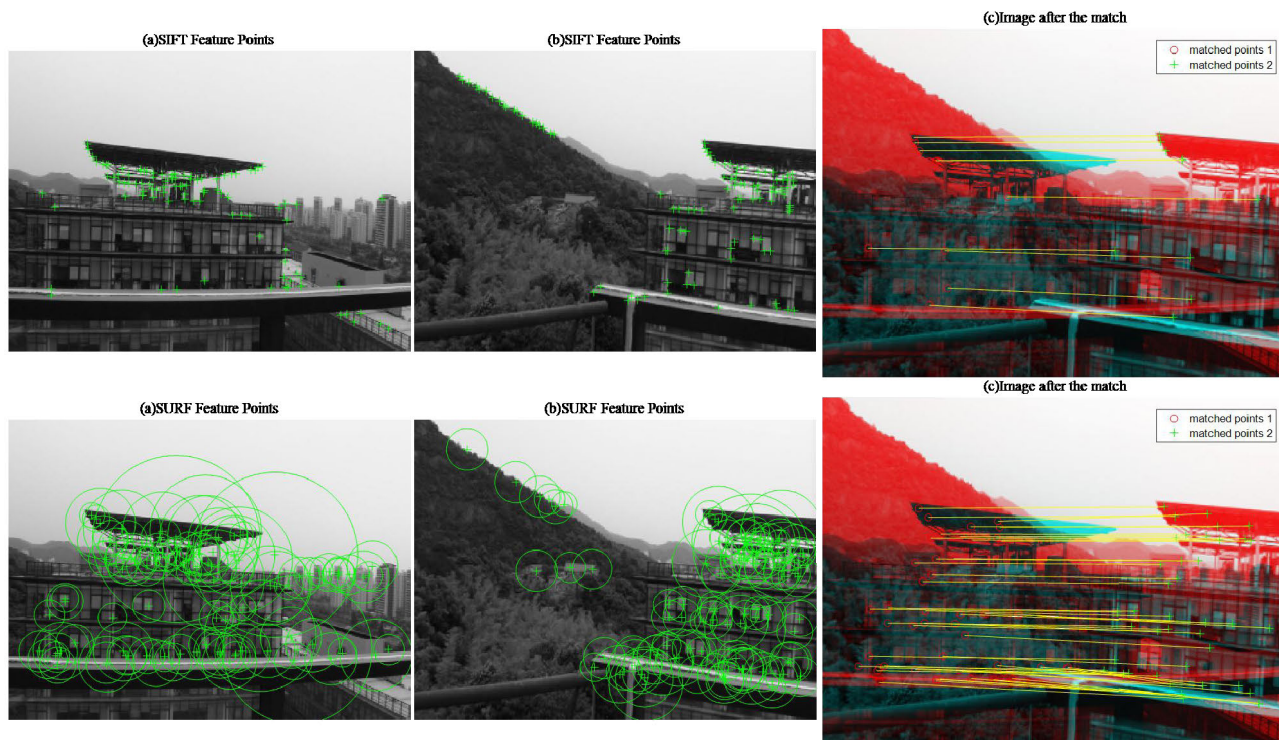 (a)SIFT Feature Points
(b)SIFT Feature Points
(c)Image after the match
matched points 1
matched points 2
(a)SURF Feature Points
(b)SURF Feature Points
(c)Image after the match
matched points 1
matched points 2